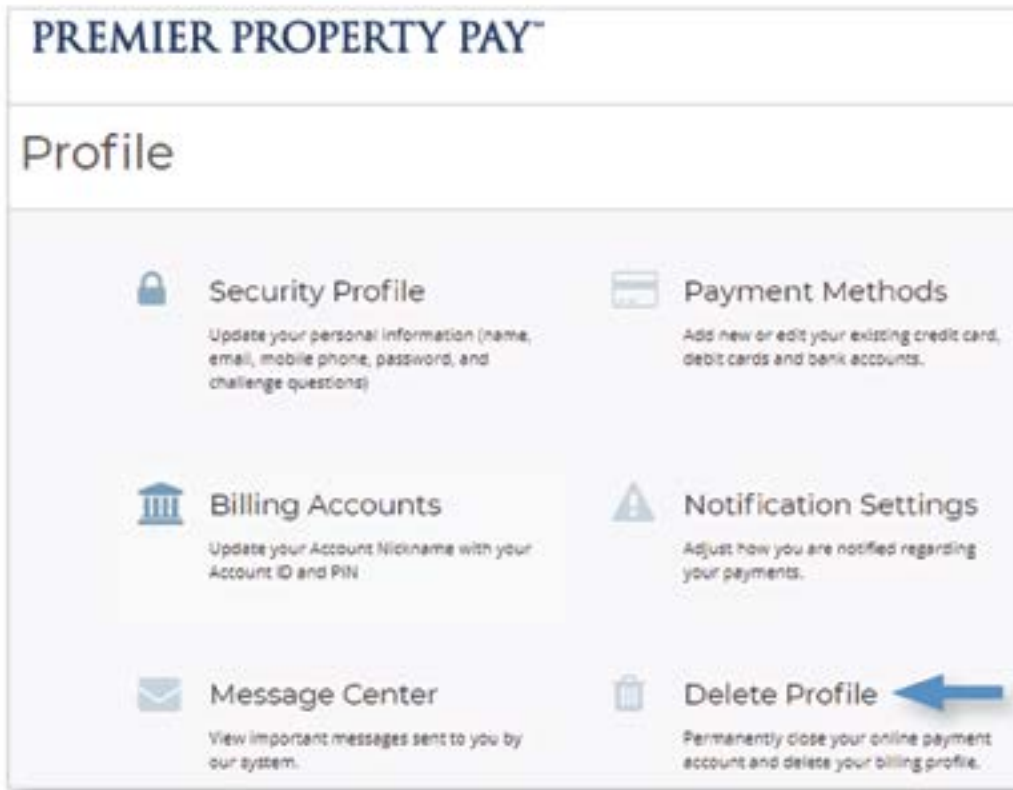 PREMIER PROPERTY PAY™
Profile
Security Profile
Update your personal information (name,
email, mobile phone, password, and
challenge questions)
Payment Methods
Add new or edit your existing credit card,
debit cards and bank accounts.
Billing Accounts
Update your Account Nickname with your
Account ID and PIN
Notification Settings
Adjust how you are notified regarding
your payments.
Message Center
View important messages sent to you by
our system.
Delete Profile
Permanently close your online payment
account and delete your billing profile.